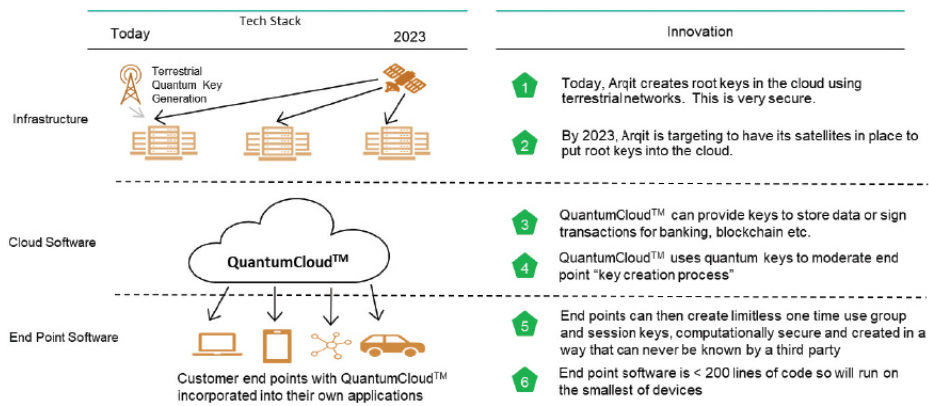 Tech Stack
Today
2023
Innovation
Infrastructure
Terrestrial
Quantum Key
Generation
1
Today, Arqit creates root keys in the cloud using
terrestrial networks. This is very secure.
2
By 2023, Arqit is targeting to have its satellites in place to
put root keys into the cloud.
Cloud Software
QuantumCloud™
3
QuantumCloud™ can provide keys to store data or sign
transactions for banking, blockchain etc.
4
QuantumCloud™ uses quantum keys to moderate end
point “key creation process”
End Point Software
Customer end points with QuantumCloud™
incorporated into their own applications
5
End points can then create limitless one time use group
and session keys, computationally secure and created in a
way that can never be known by a third party
6
End point software is < 200 lines of code so will run on
the smallest of devices